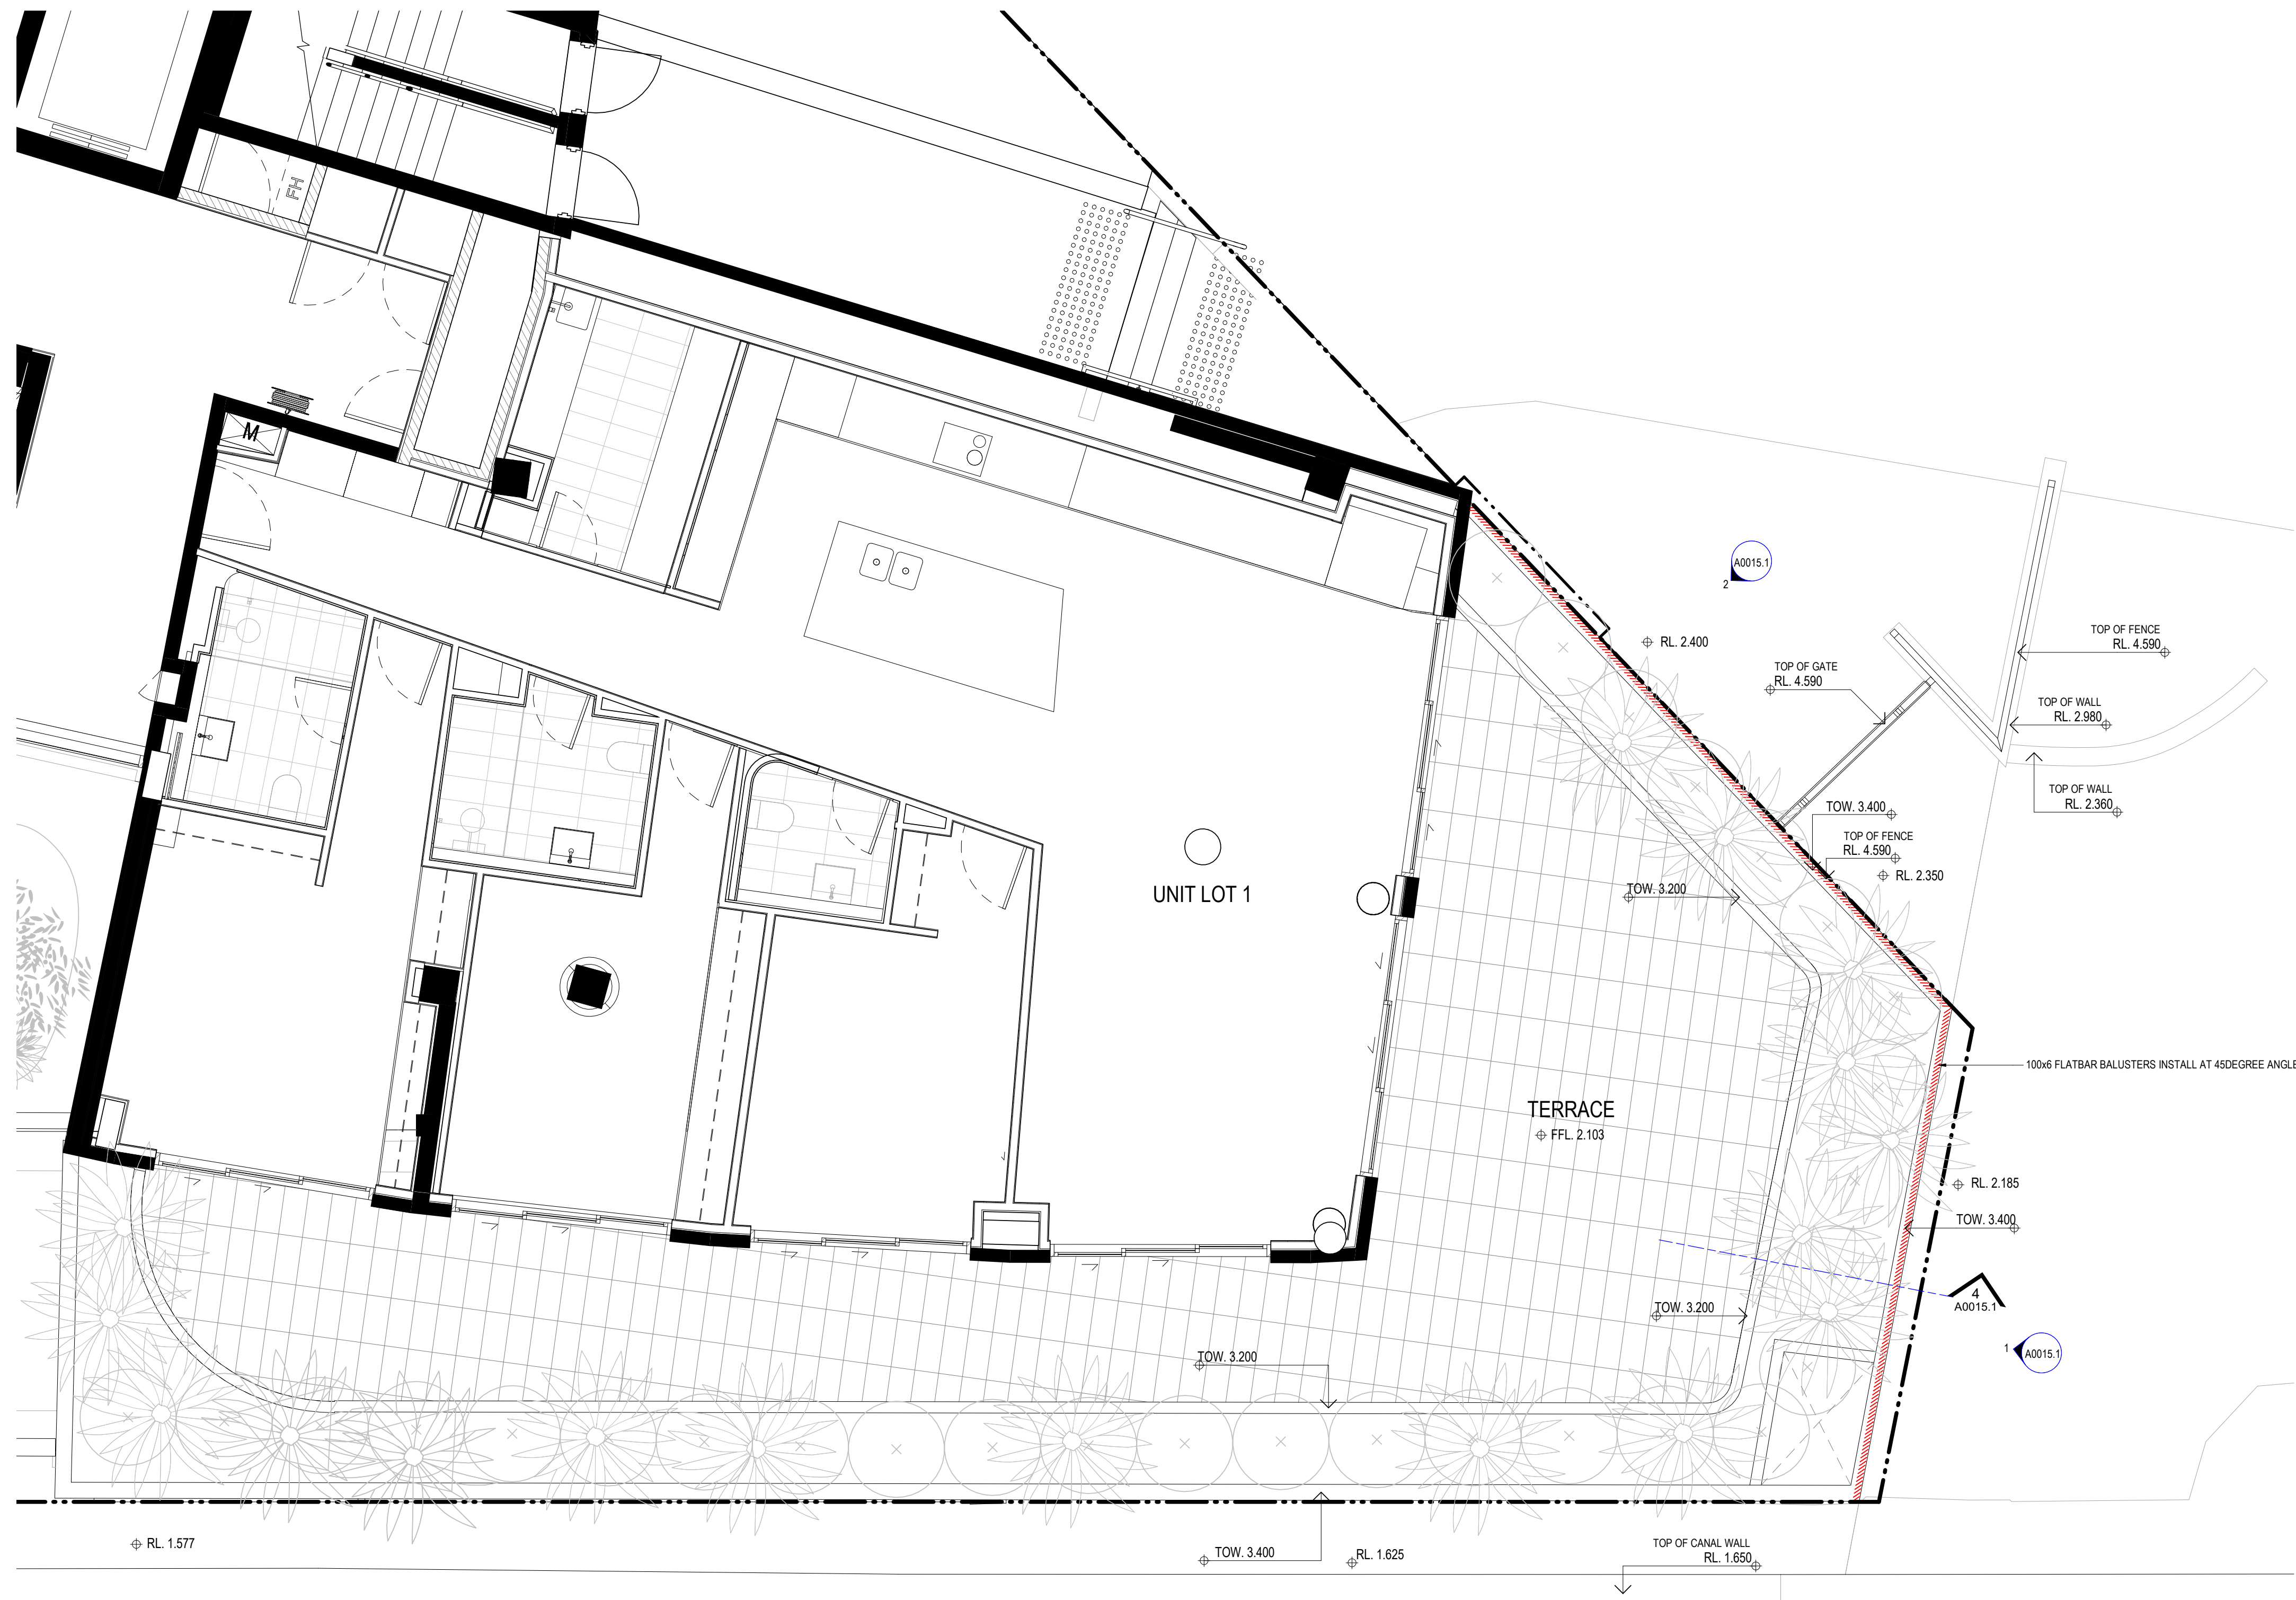 FH
M
A0015.1
2
RL. 2.400
TOP OF FENCE
RL. 4.590
TOP OF GATE
RL. 4.590
TOP OF WALL
RL. 2.980
TOP OF WALL
RL. 2.360
TOW. 3.400
TOP OF FENCE
RL. 4.590
RL. 2.350
TOW. 3.200
UNIT LOT 1
100x6 FLATBAR BALUSTERS INSTALL AT 45DEGREE ANGLE
TERRACE
FFL. 2.103
RL. 2.185
TOW. 3.400
4
A0015.1
TOW. 3.200
1
A0015.1
TOW. 3.200
RL. 1.577
TOW. 3.400
RL. 1.625
TOP OF CANAL WALL
RL. 1.650